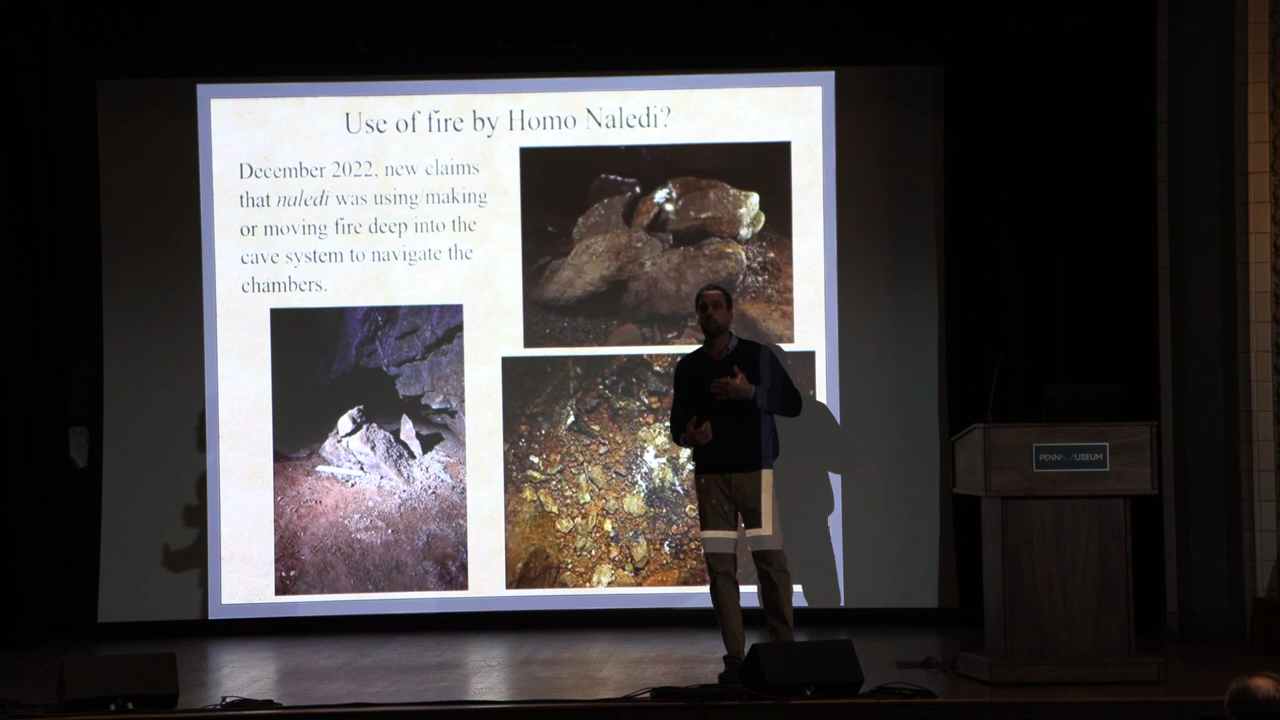 Use of fire by Homo Naledi?
December 2022, new claims
that naledi was using/making
or moving fire deep into the
cave system to navigate the
chambers.
PENN MUSEUM